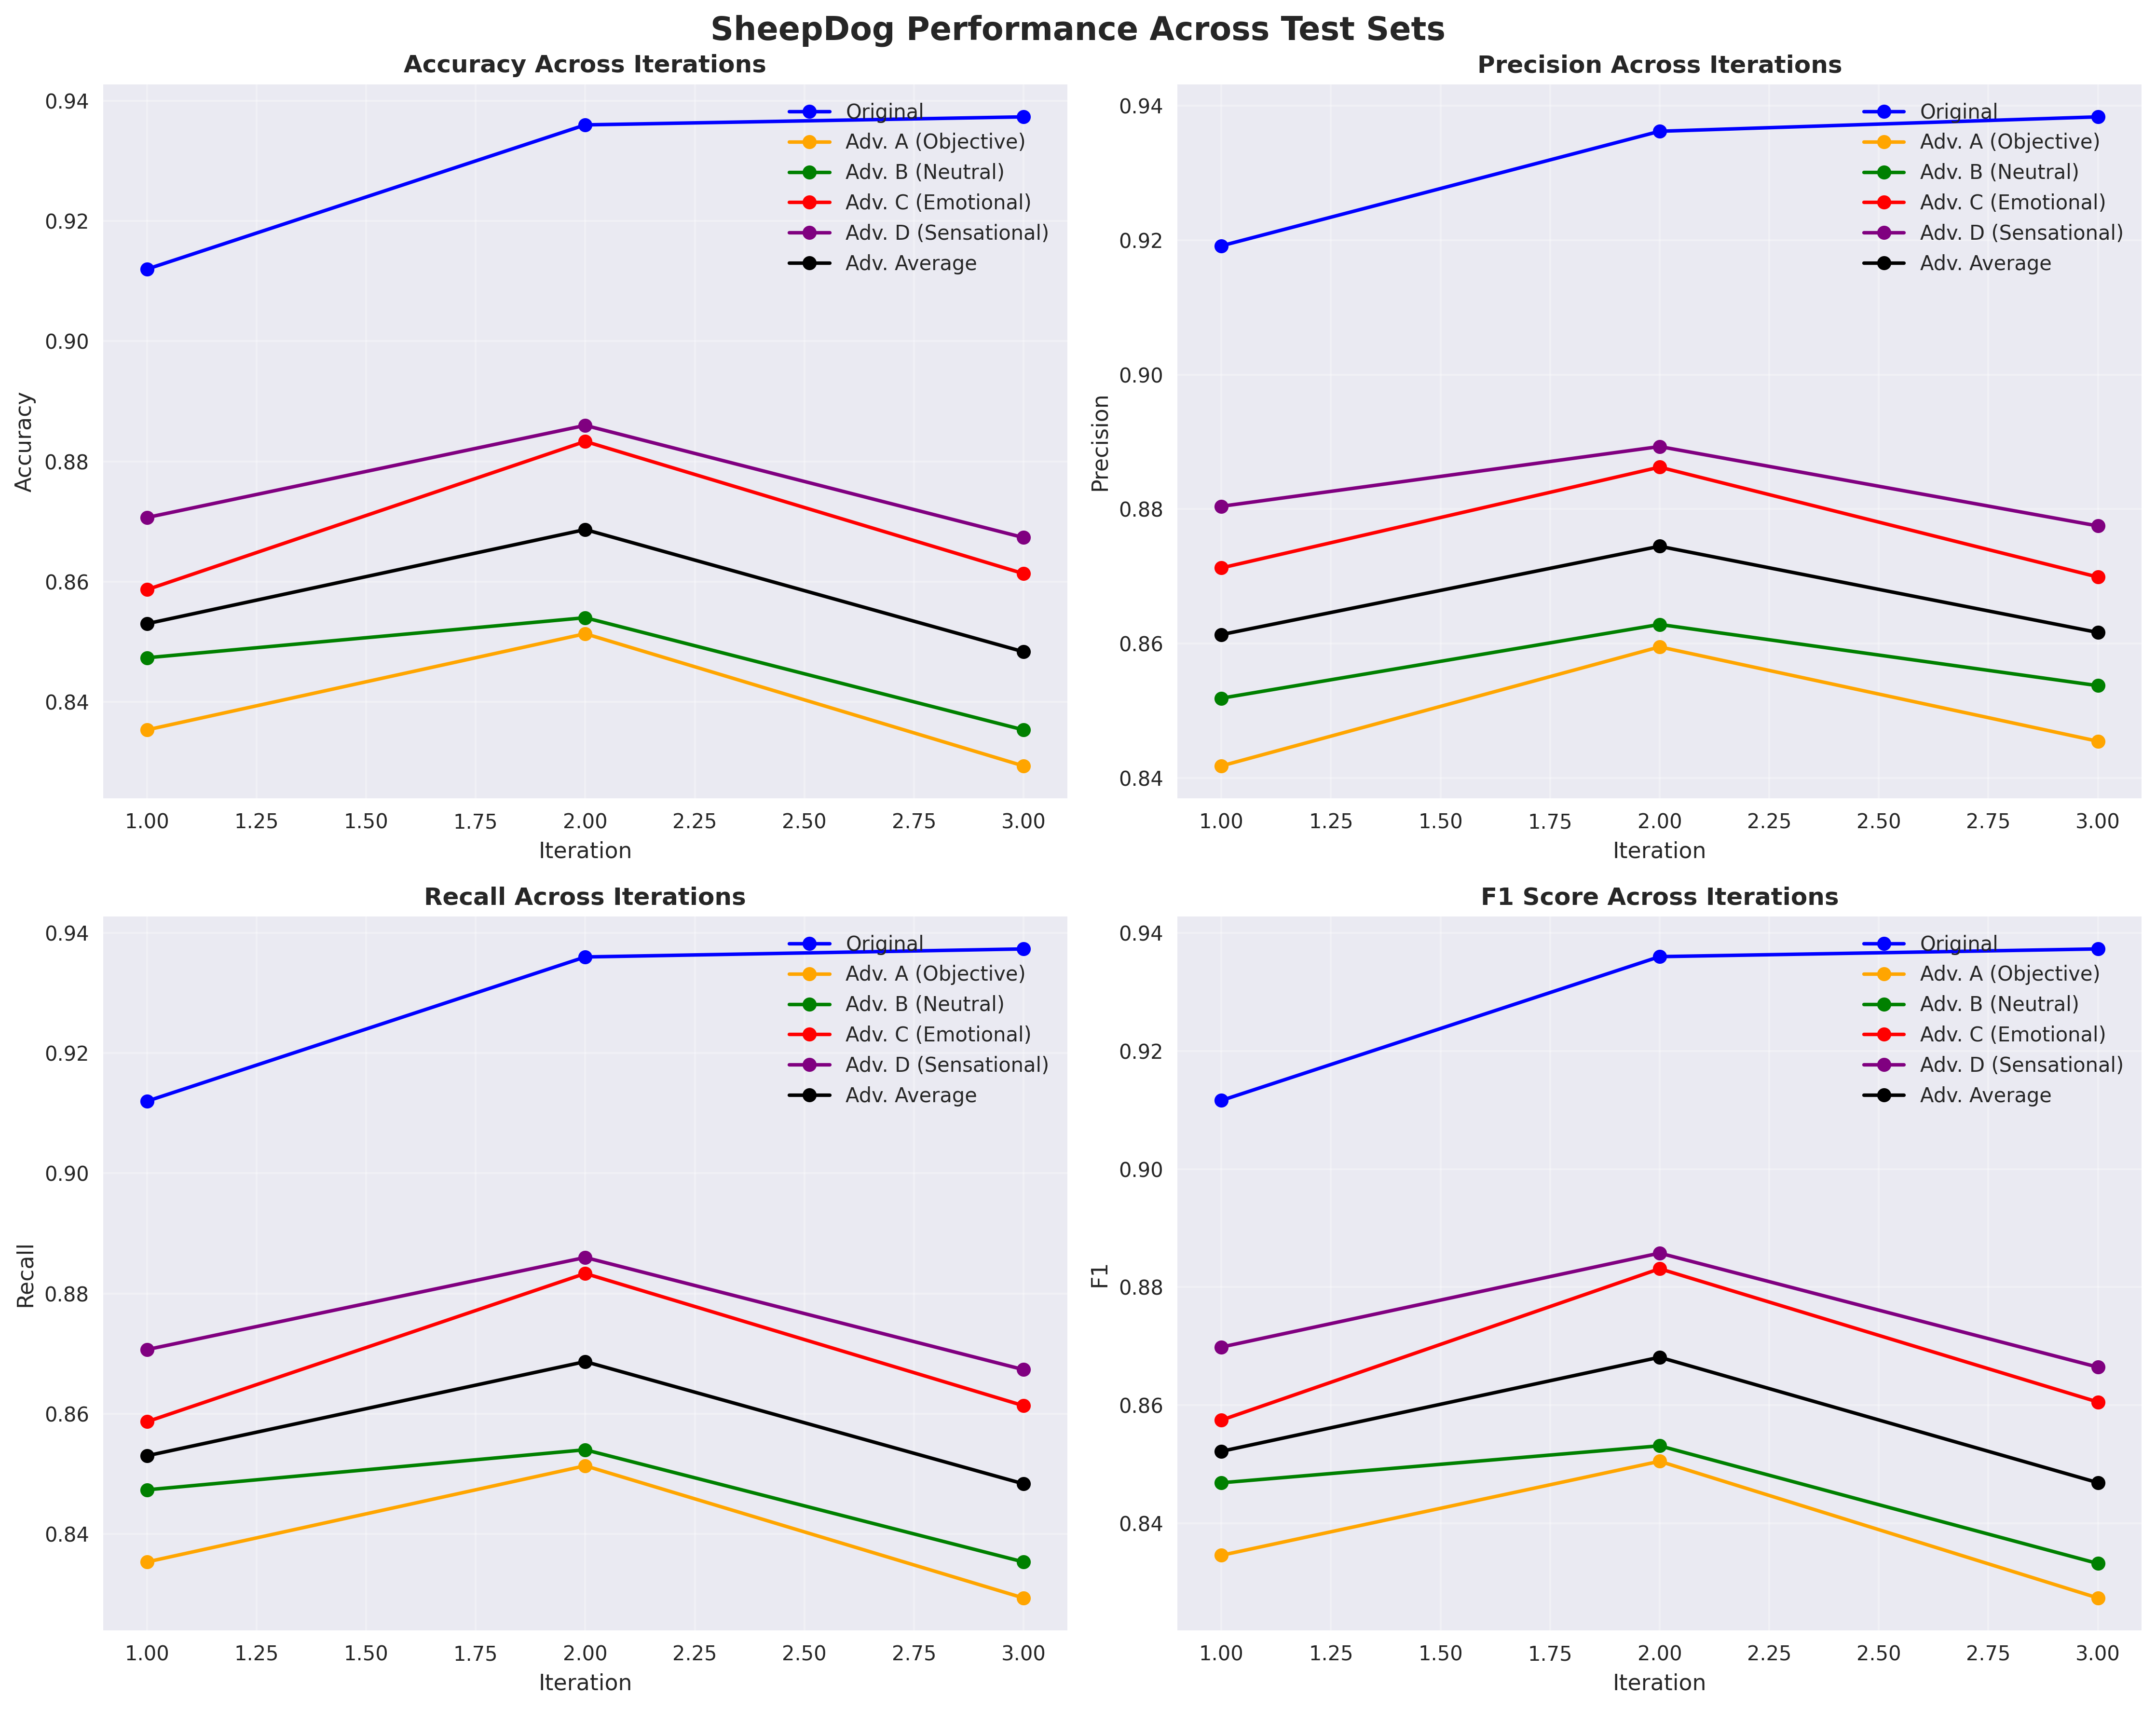 SheepDog Performance Across Test Sets
Accuracy Across Iterations
0.94
0.92
0.90
0.88
0.86
0.84
Accuracy
1.00 1.25 1.50 1.75 2.00 2.25 2.50 2.75 3.00
Iteration
Original
Adv. A (Objective)
Adv. B (Neutral)
Adv. C (Emotional)
Adv. D (Sensational)
Adv. Average
Precision Across Iterations
0.94
0.92
0.90
0.88
0.86
0.84
Precision
1.00 1.25 1.50 1.75 2.00 2.25 2.50 2.75 3.00
Iteration
Original
Adv. A (Objective)
Adv. B (Neutral)
Adv. C (Emotional)
Adv. D (Sensational)
Adv. Average
Recall Across Iterations
0.94
0.92
0.90
0.88
0.86
0.84
Recall
1.00 1.25 1.50 1.75 2.00 2.25 2.50 2.75 3.00
Iteration
Original
Adv. A (Objective)
Adv. B (Neutral)
Adv. C (Emotional)
Adv. D (Sensational)
Adv. Average
F1 Score Across Iterations
0.94
0.92
0.90
0.88
0.86
0.84
F1
1.00 1.25 1.50 1.75 2.00 2.25 2.50 2.75 3.00
Iteration
Original
Adv. A (Objective)
Adv. B (Neutral)
Adv. C (Emotional)
Adv. D (Sensational)
Adv. Average